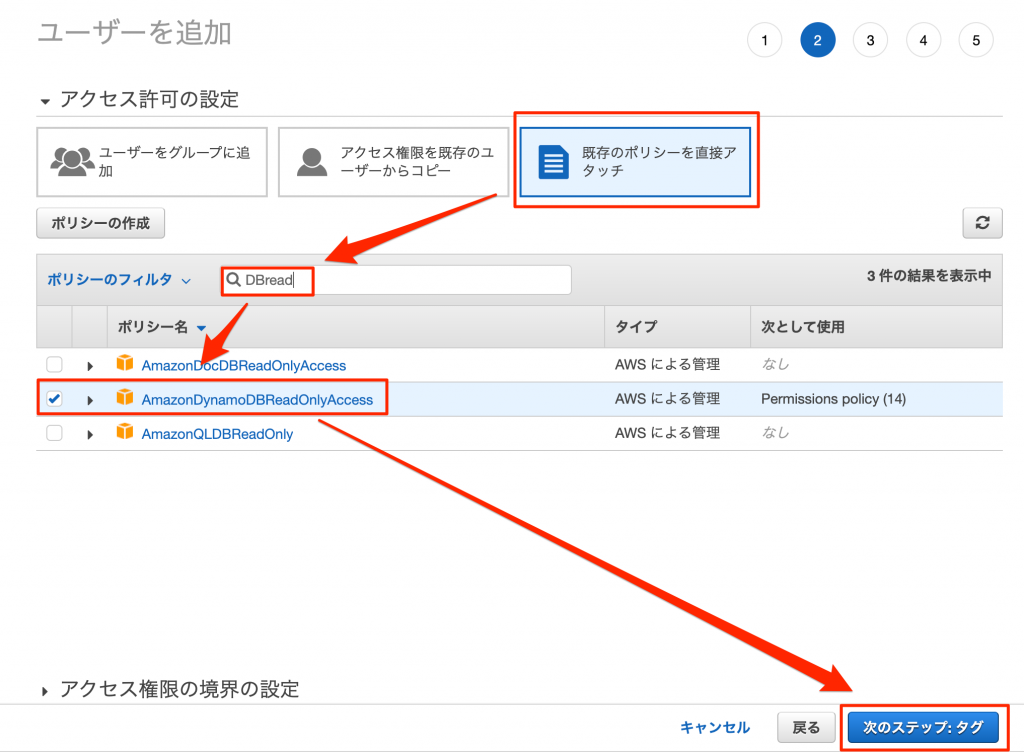 ユーザーを追加
1 2 3 4 5
アクセス許可の設定
ユーザーをグループに追
加
アクセス権限を既存のユ
ーザーからコピー
既存のポリシーを直接ア
タッチ
ポリシーの作成
ポリシーのフィルタ DBread 3 件の結果を表示中
ポリシー名 タイプ 次として使用
AmazonDocDBReadOnlyAccess AWS による管理 なし
AmazonDynamoDBReadOnlyAccess AWS による管理 Permissions policy (14)
AmazonQLDBReadOnly AWS による管理 なし
アクセス権限の境界の設定
キャンセル 戻る 次のステップ: タグ